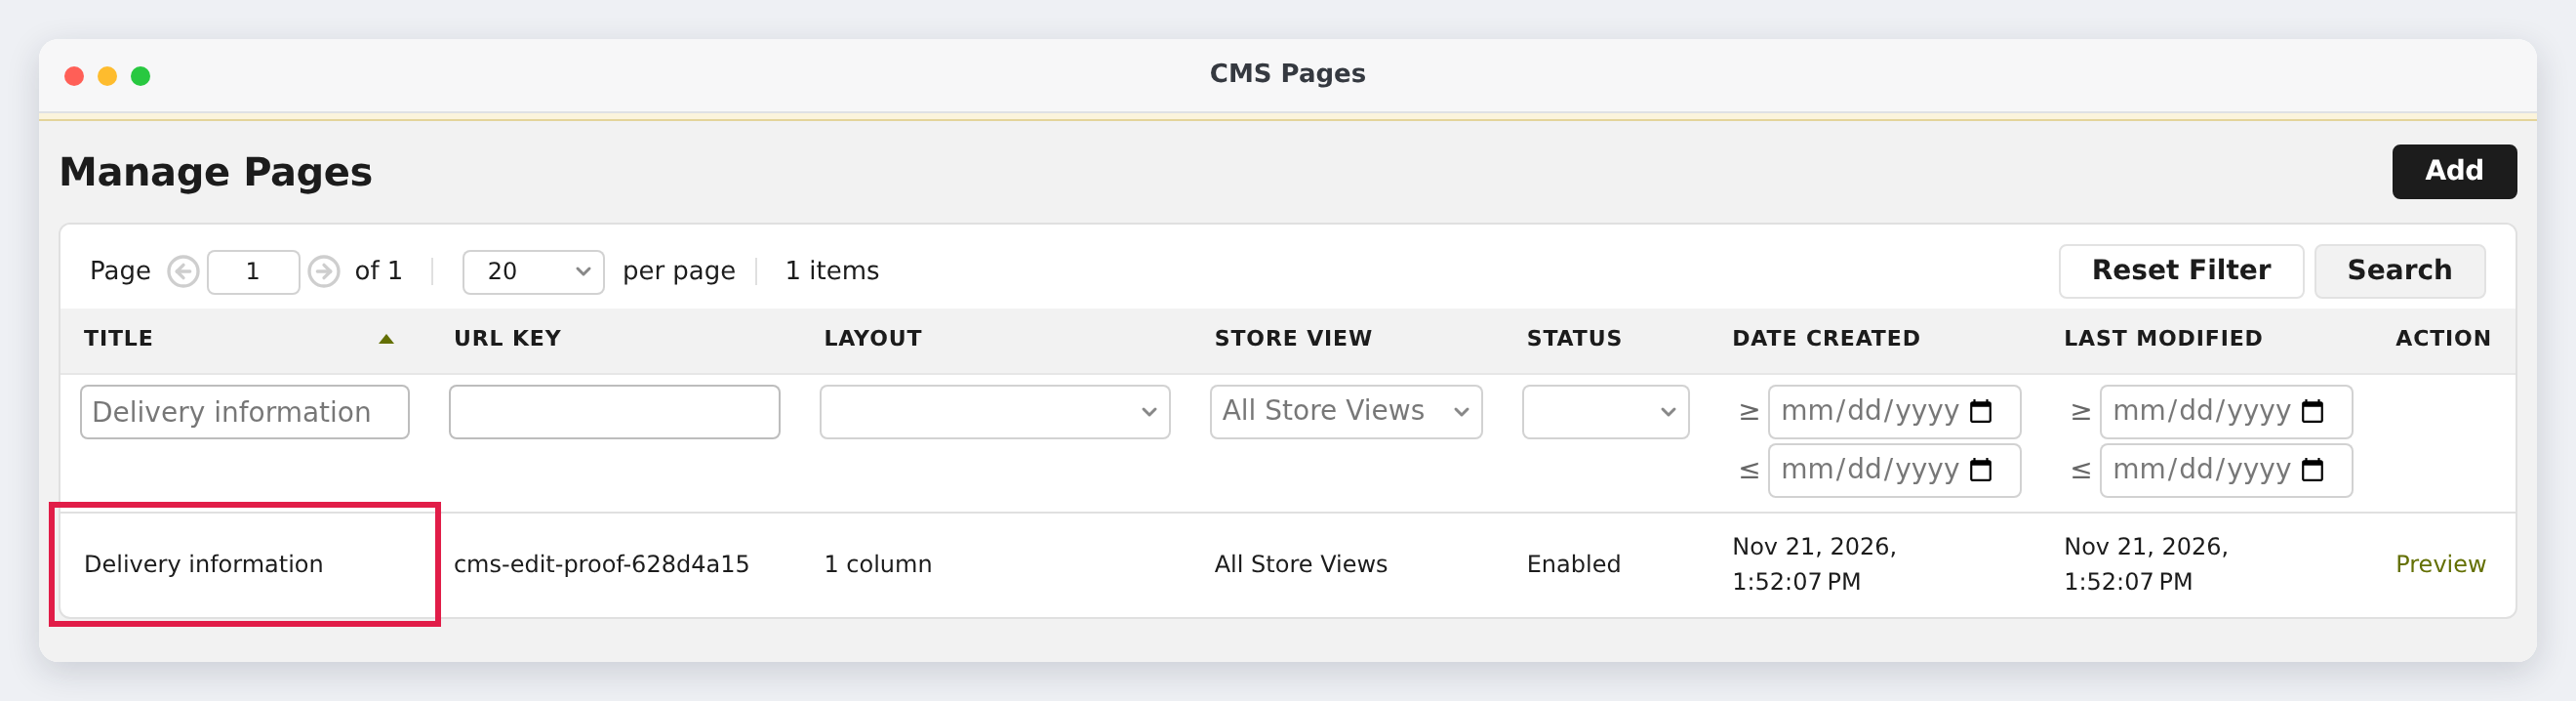 CMS Pages
Manage Pages
Add
Page 1 of 1 20 per page 1 items Reset Filter Search
TITLE URL KEY LAYOUT STORE VIEW STATUS DATE CREATED LAST MODIFIED ACTION
Delivery information All Store Views ≥ mm/dd/yyyy ≥ mm/dd/yyyy
≤ mm/dd/yyyy ≤ mm/dd/yyyy
Delivery information cms-edit-proof-628d4a15 1 column All Store Views Enabled Nov 21, 2026, Nov 21, 2026, Preview
1:52:07 PM 1:52:07 PM